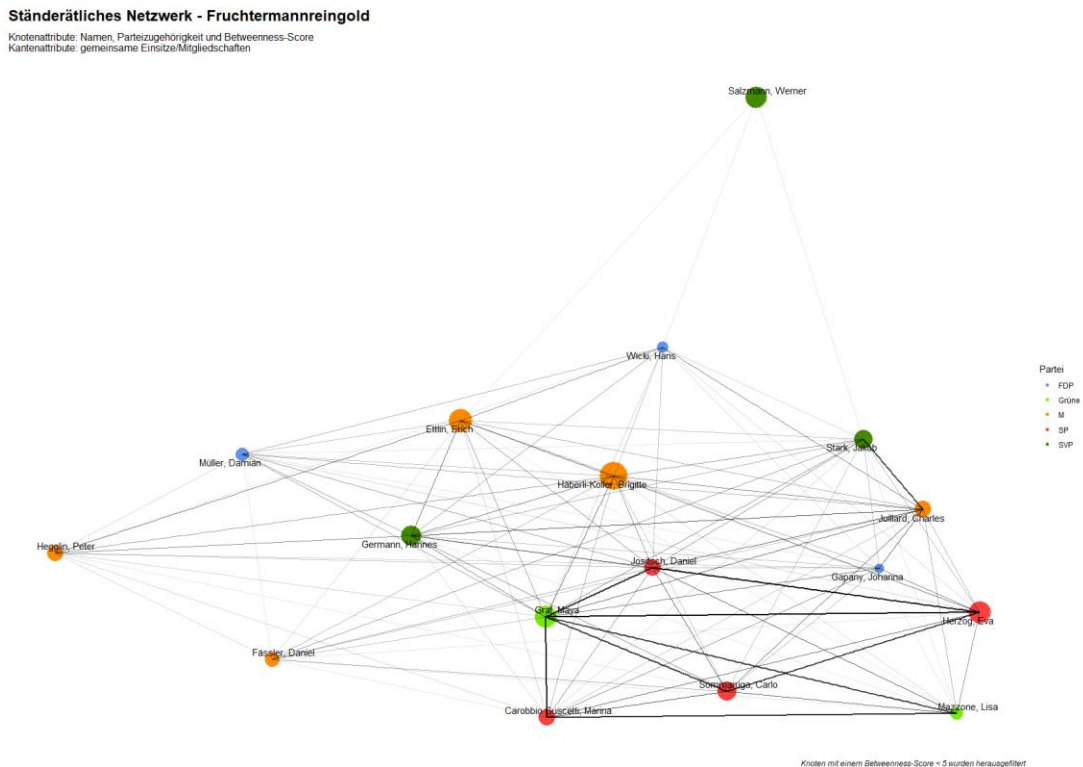 Ständerätliches Netzwerk - Fruchtermannreingold
Knotenattribute: Namen, Parteizugehörigkeit und Betweenness-Score
Kantenattribute: gemeinsame Einsitze/Mitgliedschaften
Salzmann, Werner
Wicki, Hans
Ettlin, Erich
Stark, Jakob
Müller, Damian
Häberli-Koller, Brigitte
Juillard, Charles
Germann, Hannes
Hegglin, Peter
Jositsch, Daniel
Gapany, Johanna
Graf, Maya
Herzog, Eva
Fässler, Daniel
Sommaruga, Carlo
Carobbio Guscetti, Marina
Mazzone, Lisa
Partei
FDP
Grüne
M
SP
SVP
Knoten mit einem Betweenness-Score < 5 wurden herausgefiltert